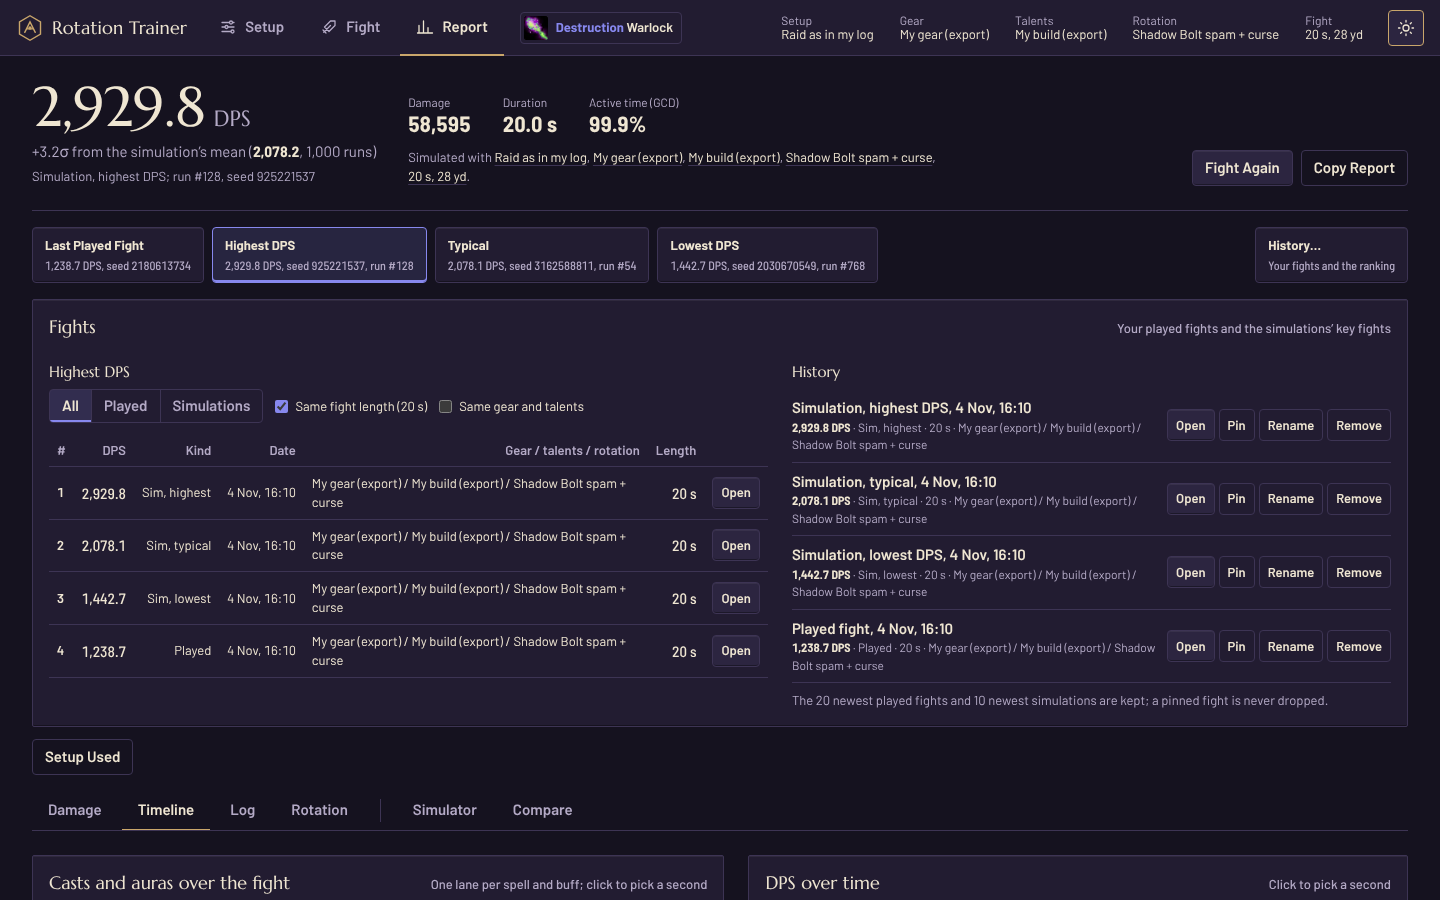 Rotation Trainer
Setup
Fight
Report
Destruction Warlock
Setup
Raid as in my log
Gear
My gear (export)
Talents
My build (export)
Rotation
Shadow Bolt spam + curse
Fight
20 s, 28 yd
2,929.8 DPS
+3.2σ from the simulation’s mean (2,078.2, 1,000 runs)
Simulation, highest DPS; run #128, seed 925221537
Damage
58,595
Duration
20.0 s
Active time (GCD)
99.9%
Simulated with Raid as in my log, My gear (export), My build (export), Shadow Bolt spam + curse,
20 s, 28 yd.
Fight Again
Copy Report
Last Played Fight
1,238.7 DPS, seed 2180613734
Highest DPS
2,929.8 DPS, seed 925221537, run #128
Typical
2,078.1 DPS, seed 3162588811, run #54
Lowest DPS
1,442.7 DPS, seed 2030670549, run #768
History...
Your fights and the ranking
Fights
Your played fights and the simulations’ key fights
Highest DPS
All Played Simulations
Same fight length (20 s)
Same gear and talents
# DPS Kind Date Gear / talents / rotation Length
1 2,929.8 Sim, highest 4 Nov, 16:10 My gear (export) / My build (export) / Shadow Bolt spam +
curse
20 s Open
2 2,078.1 Sim, typical 4 Nov, 16:10 My gear (export) / My build (export) / Shadow Bolt spam +
curse
20 s Open
3 1,442.7 Sim, lowest 4 Nov, 16:10 My gear (export) / My build (export) / Shadow Bolt spam +
curse
20 s Open
4 1,238.7 Played 4 Nov, 16:10 My gear (export) / My build (export) / Shadow Bolt spam +
curse
20 s Open
History
Simulation, highest DPS, 4 Nov, 16:10
2,929.8 DPS · Sim, highest · 20 s · My gear (export) / My build (export) /
Shadow Bolt spam + curse
Open Pin Rename Remove
Simulation, typical, 4 Nov, 16:10
2,078.1 DPS · Sim, typical · 20 s · My gear (export) / My build (export) /
Shadow Bolt spam + curse
Open Pin Rename Remove
Simulation, lowest DPS, 4 Nov, 16:10
1,442.7 DPS · Sim, lowest · 20 s · My gear (export) / My build (export) /
Shadow Bolt spam + curse
Open Pin Rename Remove
Played fight, 4 Nov, 16:10
1,238.7 DPS · Played · 20 s · My gear (export) / My build (export) / Shadow
Bolt spam + curse
Open Pin Rename Remove
The 20 newest played fights and 10 newest simulations are kept; a pinned fight is never dropped.
Setup Used
Damage Timeline Log Rotation Simulator Compare
Casts and auras over the fight
One lane per spell and buff; click to pick a second
DPS over time
Click to pick a second